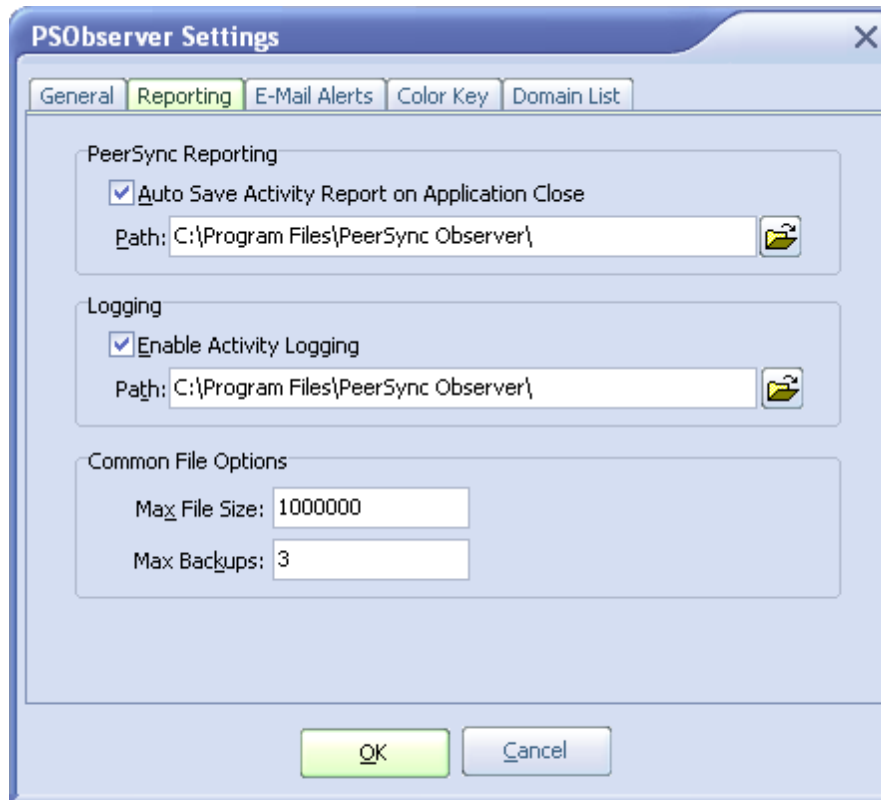 PSObserver Settings
General Reporting E-Mail Alerts Color Key Domain List
PeerSync Reporting
Auto Save Activity Report on Application Close
Path: C:\Program Files\PeerSync Observer\
Logging
Enable Activity Logging
Path: C:\Program Files\PeerSync Observer\
Common File Options
Max File Size: 1000000
Max Backups: 3
OK Cancel